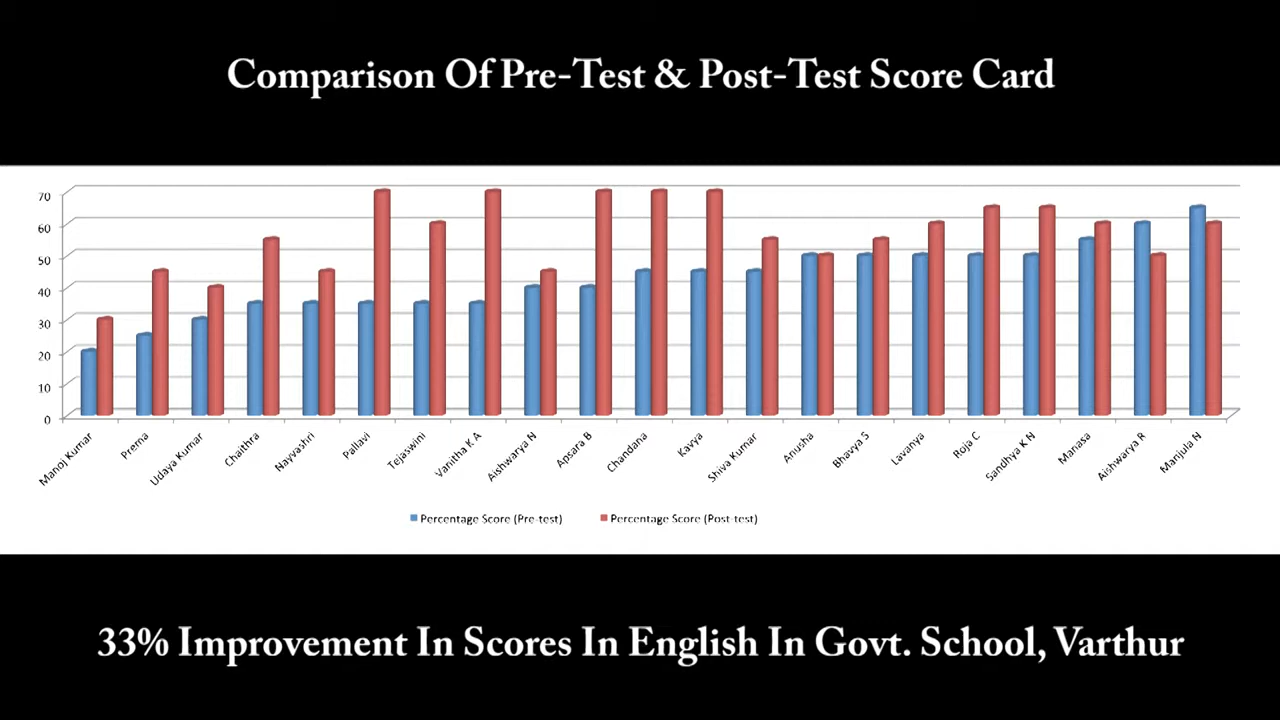 Comparison Of Pre-Test & Post-Test Score Card
70
60
50
40
30
20
10
0
Manoj Kumar
Prema
Udaya Kumar
Chaithra
Nayvashri
Pallavi
Tejaswini
Vanitha K A
Aishwarya N
Apsara B
Chandana
Kavya
Shiva Kumar
Anusha
Bhavya S
Lavanya
Roja C
Sandhya K N
Manasa
Aishwarya R
Manjula N
Percentage Score (Pre-test)
Percentage Score (Post-test)
33% Improvement In Scores In English In Govt. School, Varthur